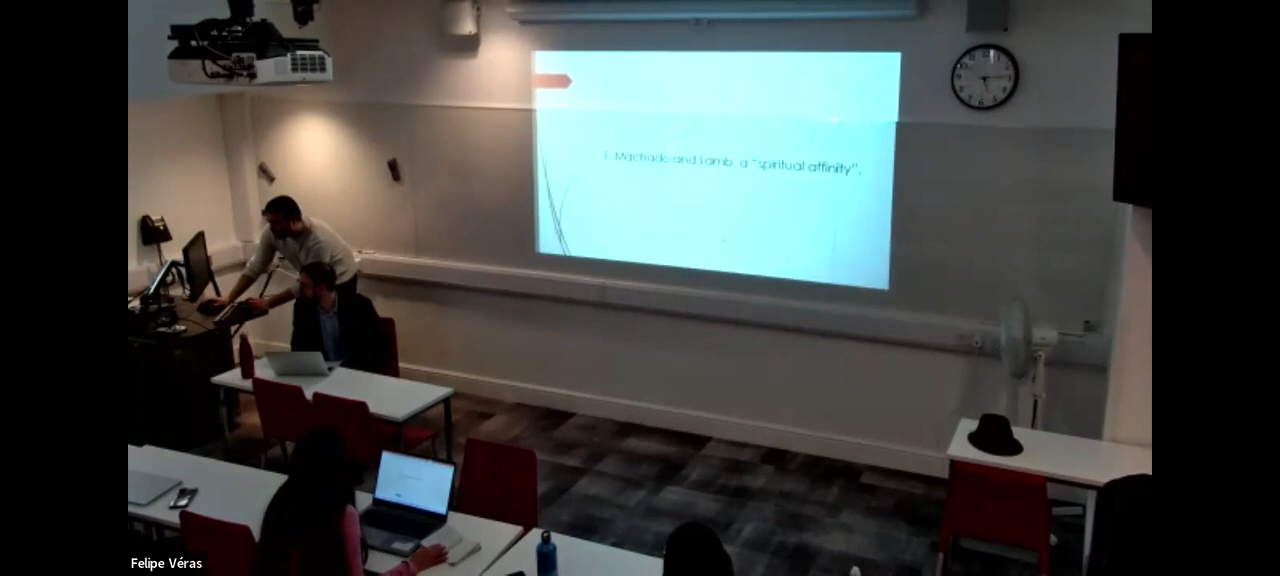 1. Machado and Lamb, a "spiritual affinity".
Felipe Véras